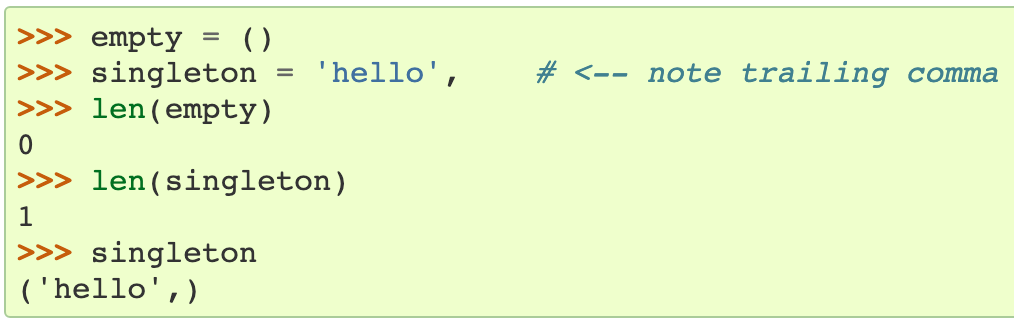 >>> empty = ()
>>> singleton = 'hello',    # <-- note trailing comma
>>> len(empty)
0
>>> len(singleton)
1
>>> singleton
('hello',)